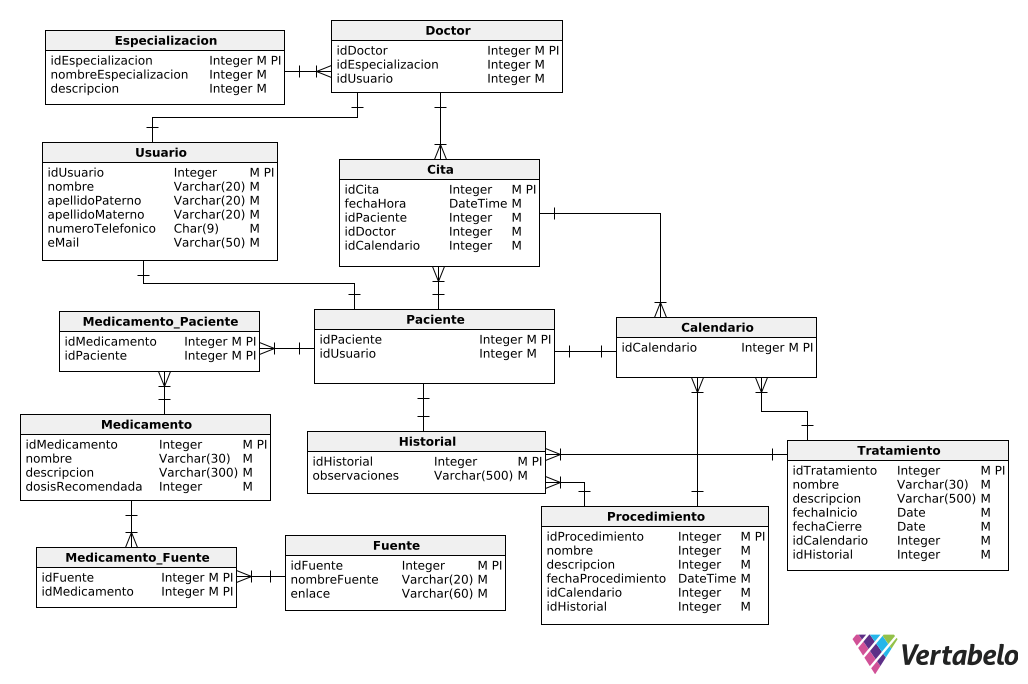 Especializacion
idEspecializacion Integer M PI
nombreEspecializacion Integer M
descripcion Integer M
Doctor
idDoctor Integer M PI
idEspecializacion Integer M
idUsuario Integer M
Usuario
idUsuario Integer M PI
nombre Varchar(20) M
apellidoPaterno Varchar(20) M
apellidoMaterno Varchar(20) M
numeroTelefonico Char(9) M
eMail Varchar(50) M
Cita
idCita Integer M PI
fechaHora DateTime M
idPaciente Integer M
idDoctor Integer M
idCalendario Integer M
Medicamento_Paciente
idMedicamento Integer M PI
idPaciente Integer M PI
Paciente
idPaciente Integer M PI
idUsuario Integer M
Calendario
idCalendario Integer M PI
Medicamento
idMedicamento Integer M PI
nombre Varchar(30) M
descripcion Varchar(300) M
dosisRecomendada Integer M
Historial
idHistorial Integer M PI
observaciones Varchar(500) M
Tratamiento
idTratamiento Integer M PI
nombre Varchar(30) M
descripcion Varchar(500) M
fechaInicio Date M
fechaCierre Date M
idCalendario Integer M
idHistorial Integer M
Medicamento_Fuente
idFuente Integer M PI
idMedicamento Integer M PI
Fuente
idFuente Integer M PI
nombreFuente Varchar(20) M
enlace Varchar(60) M
Procedimiento
idProcedimiento Integer M PI
nombre Integer M
descripcion Integer M
fechaProcedimiento DateTime M
idCalendario Integer M
idHistorial Integer M
Vertabelo